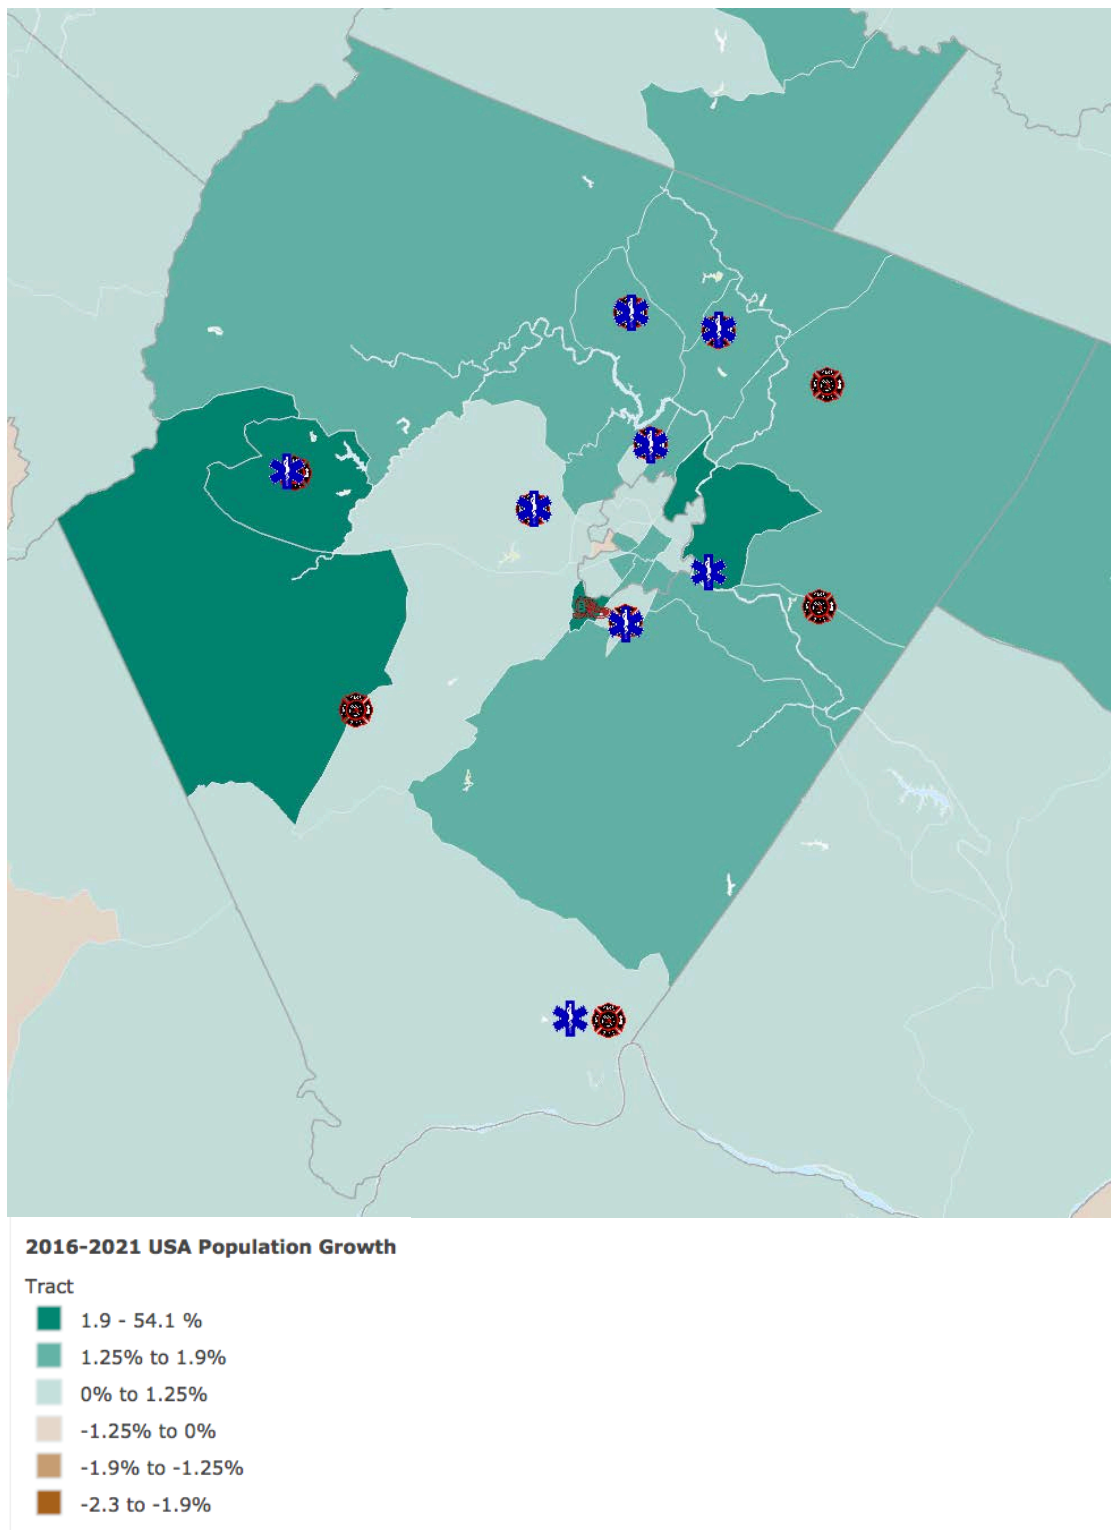 2016-2021 USA Population Growth
Tract
1.9 - 54.1 %
1.25% to 1.9%
0% to 1.25%
-1.25% to 0%
-1.9% to -1.25%
-2.3 to -1.9%